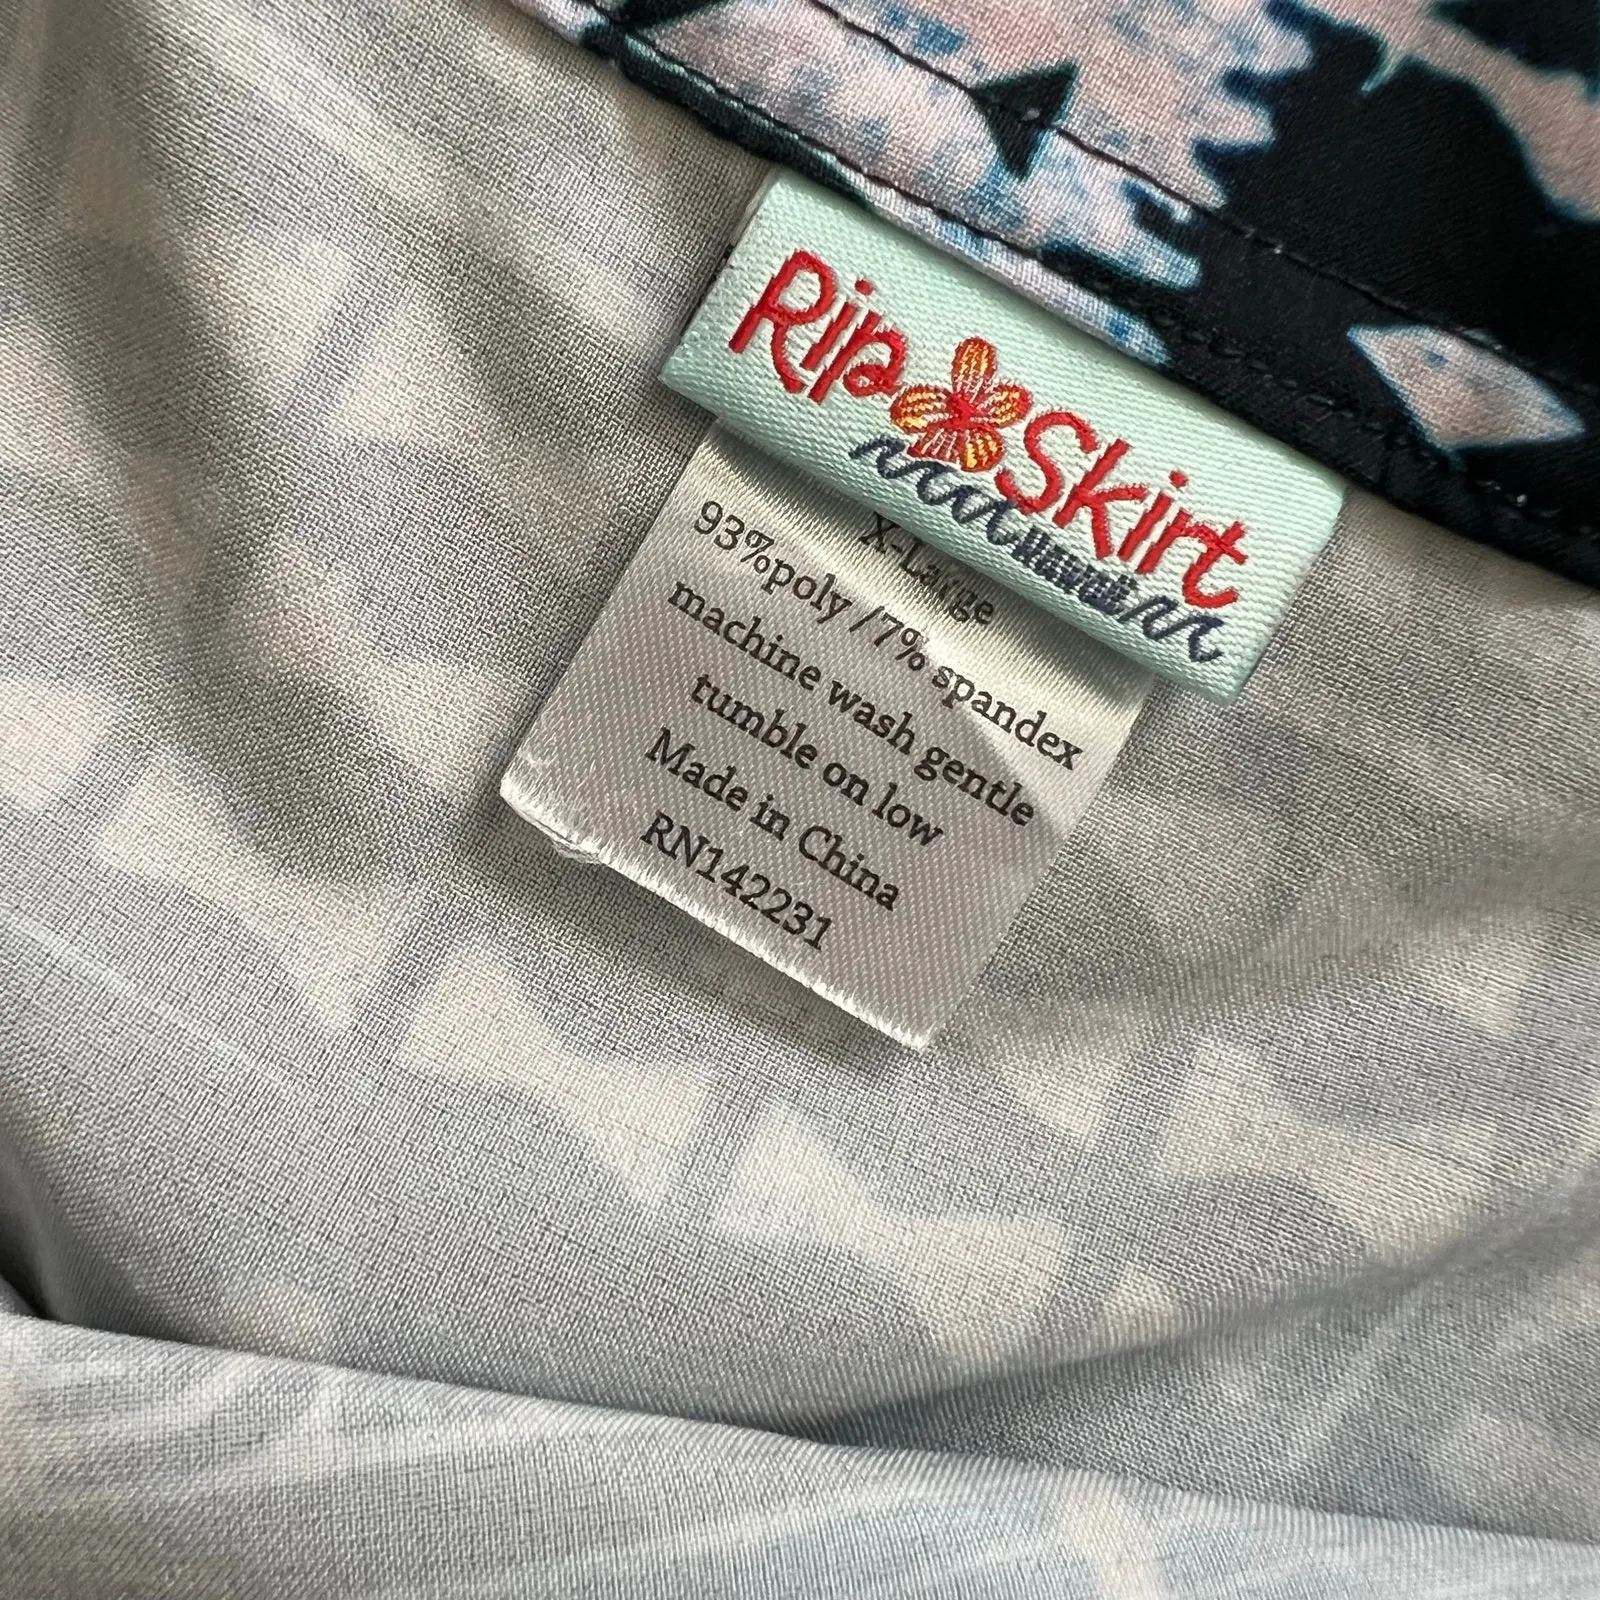 Rip Skirt
Hawaii
X-Large
93%poly /7% spandex
machine wash gentle
tumble on low
Made in China
RN142231